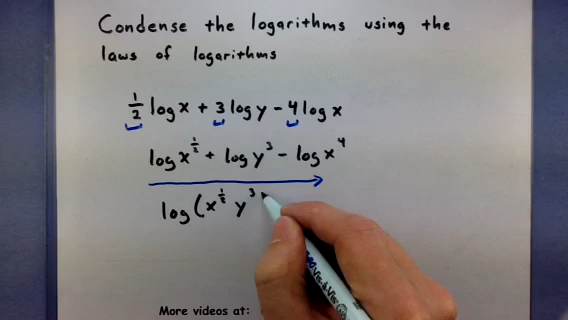 Condense the logarithms using the
laws of logarithms
½ log x + 3 log y - 4 log x
log x^½ + log y³ - log x⁴
log (x^½ y³
More videos at: